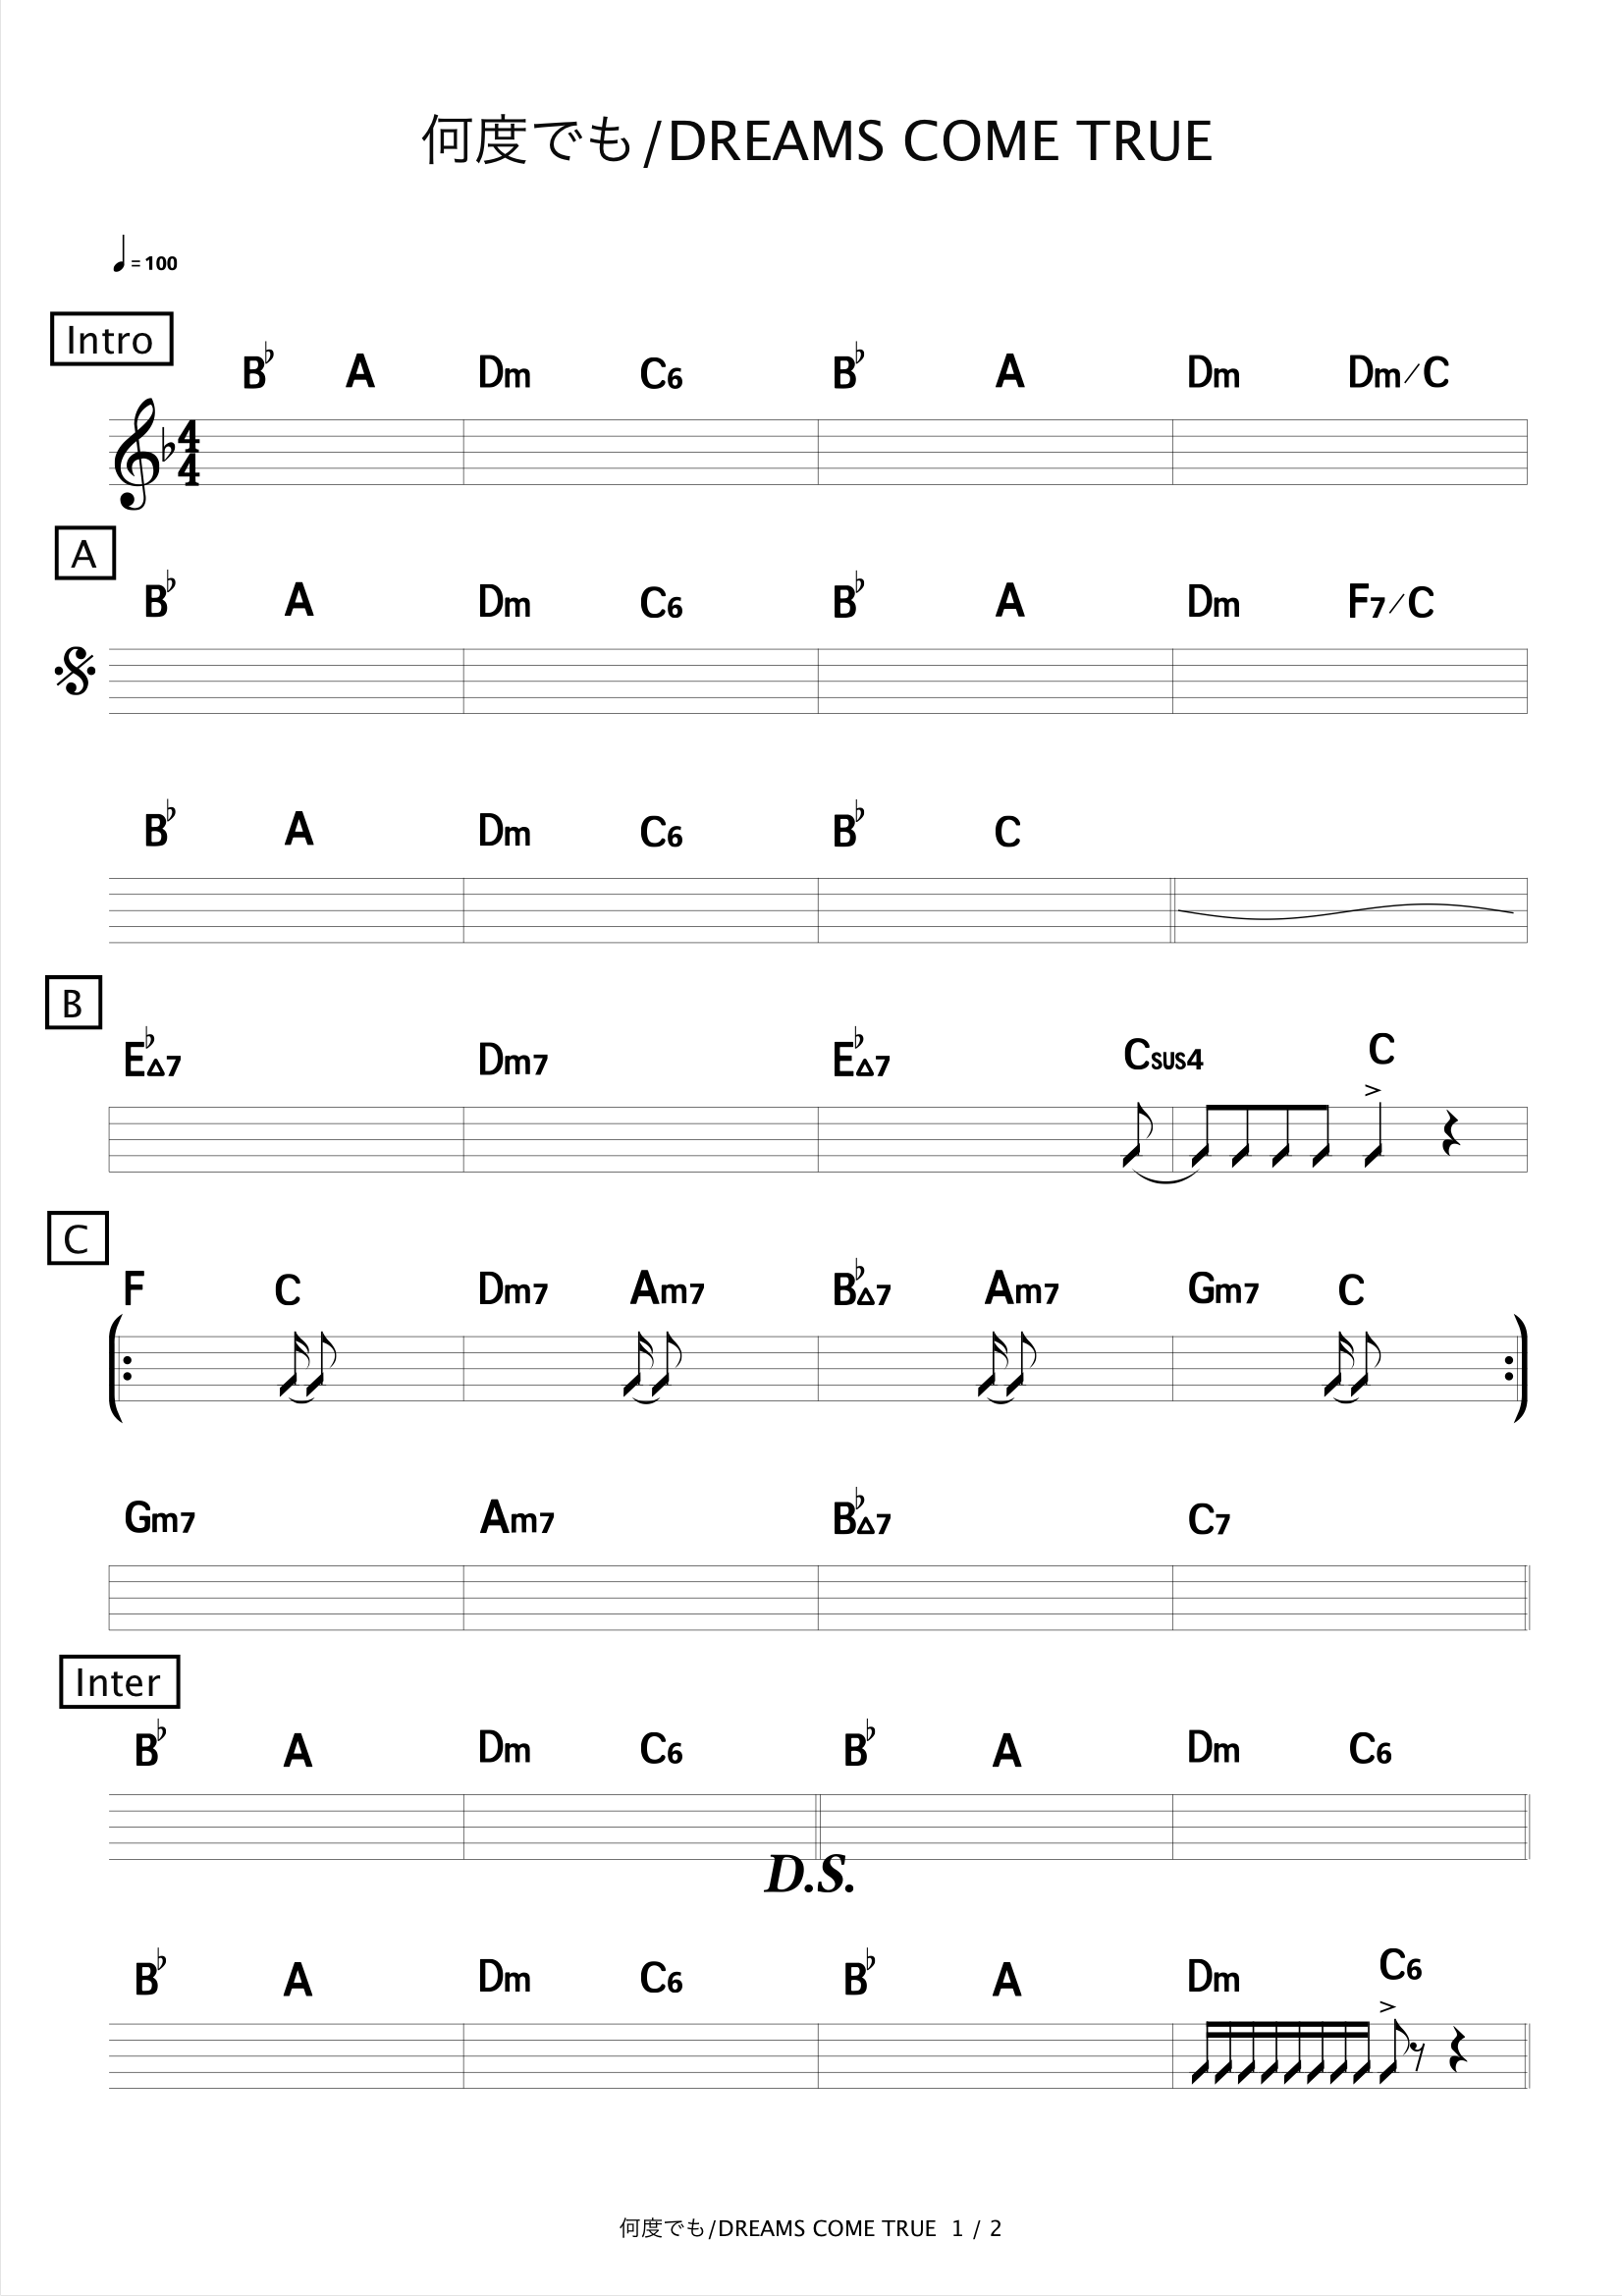 何度でも/DREAMS COME TRUE
= 100
Intro
B♭ A Dm C6 B♭ A Dm Dm/C
4
4
A
B♭ A Dm C6 B♭ A Dm F7/C
B♭ A Dm C6 B♭ C
B
E♭△7 Dm7 E♭△7 Csus4 C
C
F C Dm7 Am7 B♭△7 Am7 Gm7 C
Gm7 Am7 B♭△7 C7
Inter
B♭ A Dm C6 B♭ A Dm C6
D.S.
B♭ A Dm C6 B♭ A Dm C6
何度でも/DREAMS COME TRUE 1 / 2